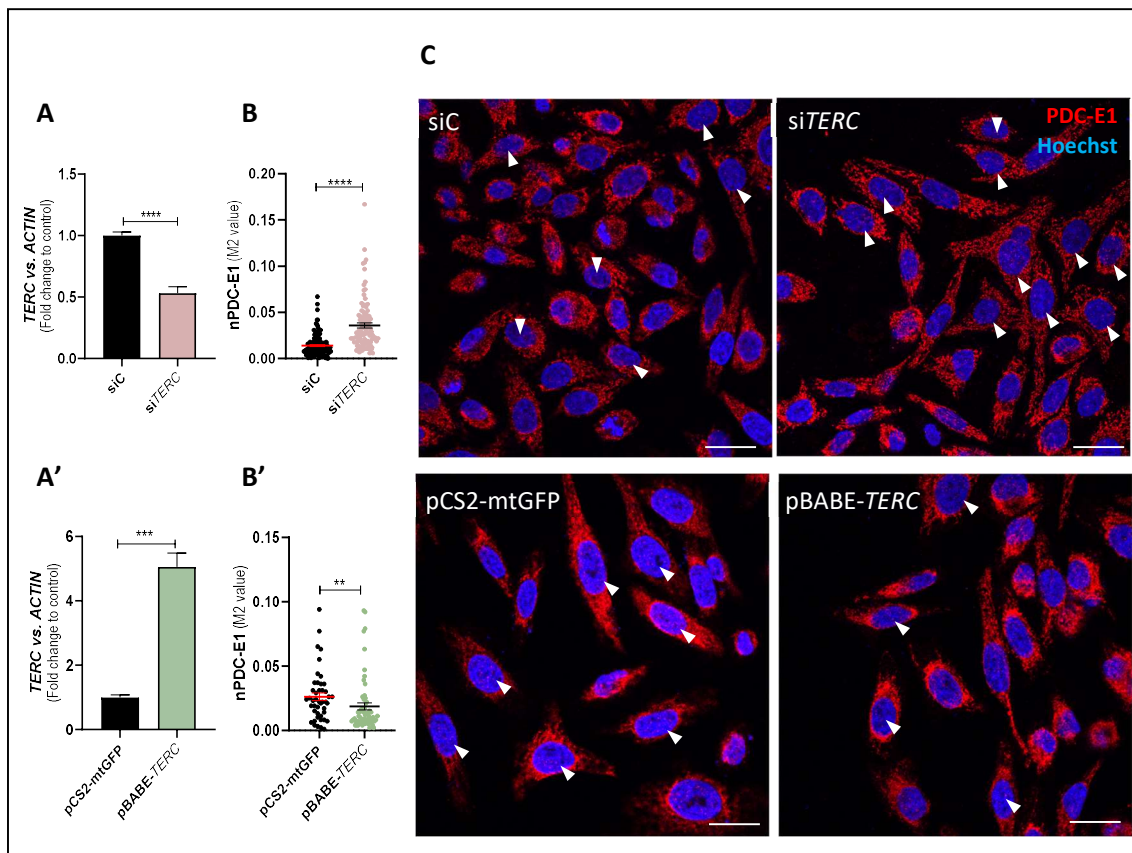 C
A
B
siC
siTERC
PDC-E1
Hoechst
TERC vs. ACTIN
(Fold change to control)
1.5
1.0
0.5
0.0
****
siC
siTERC
nPDC-E1 (M2 value)
0.20
0.15
0.10
0.05
0.00
****
siC
siTERC
A’
B’
pCS2-mtGFP
pBABE-TERC
TERC vs. ACTIN
(Fold change to control)
6
4
2
0
***
pCS2-mtGFP
pBABE-TERC
nPDC-E1 (M2 value)
0.15
0.10
0.05
0.00
**
pCS2-mtGFP
pBABE-TERC